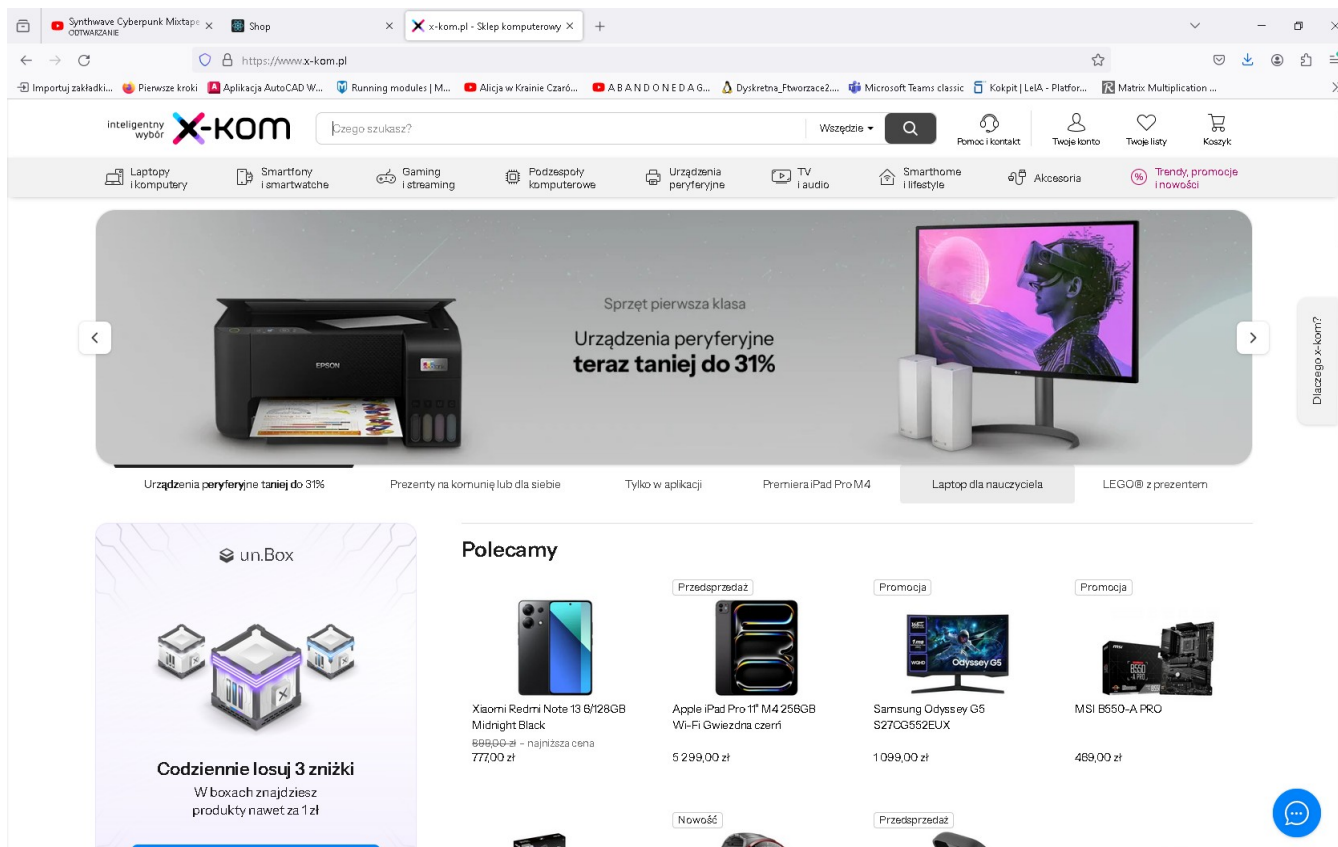 Synthwave Cyberpunk Mixtape
ODTWARZANIE
Shop
x-kom.pl - Sklep komputerowy
https://www.x-kom.pl
Importuj zakładki...
Pierwsze kroki
Aplikacja AutoCAD W...
Running modules | M...
Alicja w Krainie Czaró...
A B A N D O N E D A G...
Dyskretna_Ftworzace2....
Microsoft Teams classic
Kokpit | LeIA - Platfor...
Matrix Multiplication ...
inteligentny
wybór
X-KOM
Czego szukasz?
Wszędzie
Pomoc i kontakt
Twoje konto
Twoje listy
Koszyk
Laptopy
i komputery
Smartfony
i smartwatche
Gaming
i streaming
Podzespoły
komputerowe
Urządzenia
peryferyjne
TV
i audio
Smarthome
i lifestyle
Akcesoria
%
Trendy, promocje
i nowości
Sprzęt pierwsza klasa
Urządzenia peryferyjne
teraz taniej do 31%
EPSON
Dlaczego x-kom?
Urządzenia peryferyjne taniej do 31%
Prezenty na komunię lub dla siebie
Tylko w aplikacji
Premiera iPad Pro M4
Laptop dla nauczyciela
LEGO® z prezentem
un.Box
Codziennie losuj 3 zniżki
W boxach znajdziesz
produkty nawet za 1 zł
Polecamy
Xiaomi Redmi Note 13 6/128GB
Midnight Black
899,00 zł – najniższa cena
777,00 zł
Przedsprzedaż
Apple iPad Pro 11" M4 256GB
Wi-Fi Gwiezdna czerń
5 299,00 zł
Promocja
Odyssey G5
WQHD
Samsung Odyssey G5
S27CG552EUX
1 099,00 zł
Promocja
B550
MSI B550-A PRO
469,00 zł
Nowość
Przedsprzedaż